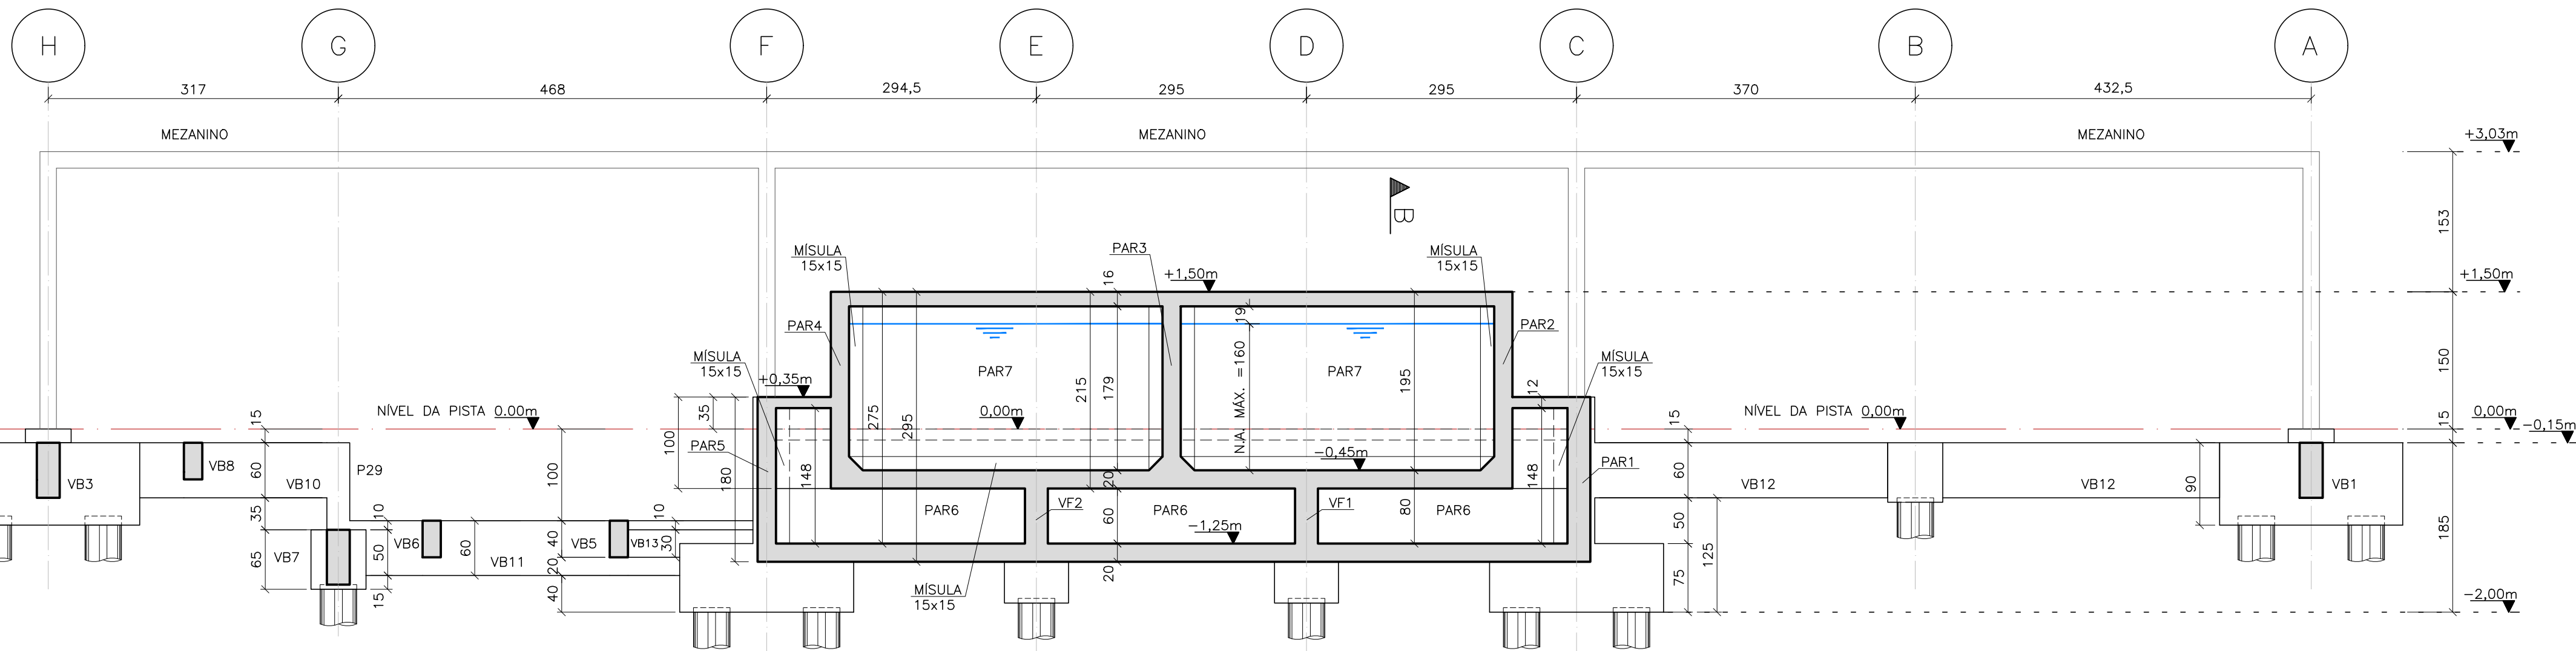 H G F E D C B A
317 468 294,5 295 295 370 432,5
MEZANINO MEZANINO MEZANINO
+3,03m
153
B
MÍSULA
15x15
PAR3
MÍSULA
15x15
16
+1,50m
+1,50m
PAR4
19
PAR2
MÍSULA
15x15
MÍSULA
15x15
N.A. MÁX. =160
PAR7
PAR7
150
275
295
215
179
195
+0,35m
12
15
NÍVEL DA PISTA 0.00m
35
0,00m
NÍVEL DA PISTA 0,00m
15
15
0,00m
-0,15m
100
180
PAR5
148
-0,45m
148
PAR1
60
VB3
VB8
VB10
P29
100
20
80
60
VB12
VB12
90
VB1
35
10
10
PAR6
VF2
PAR6
VF1
PAR6
60
-1,25m
50
125
185
65
VB7
50
VB6
60
VB11
40
VB5
VB13
30
20
15
40
MÍSULA
15x15
20
75
-2,00m